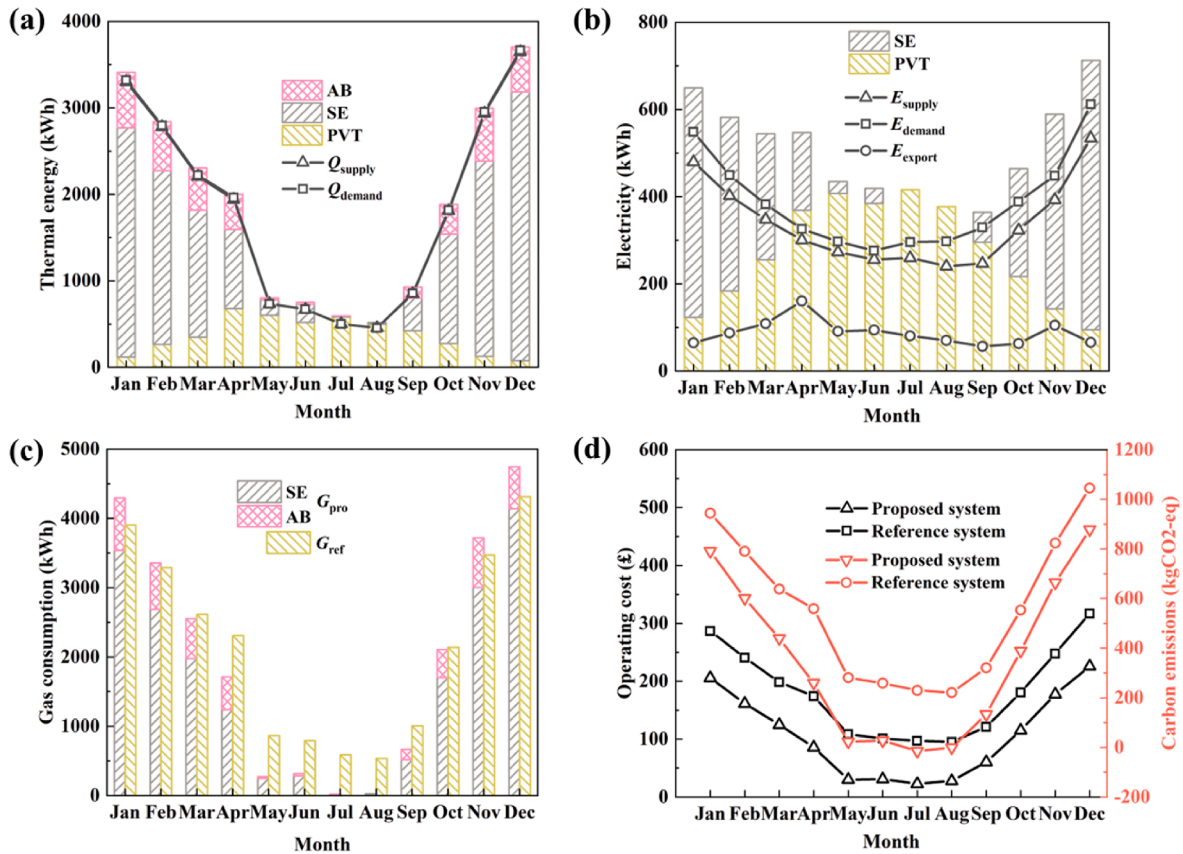 (a)
4000
3000
2000
1000
0
Thermal energy (kWh)
AB
SE
PVT
Qsupply
Qdemand
Jan Feb Mar Apr May Jun Jul Aug Sep Oct Nov Dec
Month
(b)
800
600
400
200
0
Electricity (kWh)
SE
PVT
Esupply
Edemand
Eexport
Jan Feb Mar Apr May Jun Jul Aug Sep Oct Nov Dec
Month
(c)
5000
4000
3000
2000
1000
0
Gas consumption (kWh)
SE
Gpro
AB
Gref
Jan Feb Mar Apr May Jun Jul Aug Sep Oct Nov Dec
Month
(d)
600
500
400
300
200
100
0
Operating cost (£)
Proposed system
Reference system
Proposed system
Reference system
1200
1000
800
600
400
200
0
-200
Carbon emissions (kgCO2-eq)
Jan Feb Mar Apr May Jun Jul Aug Sep Oct Nov Dec
Month